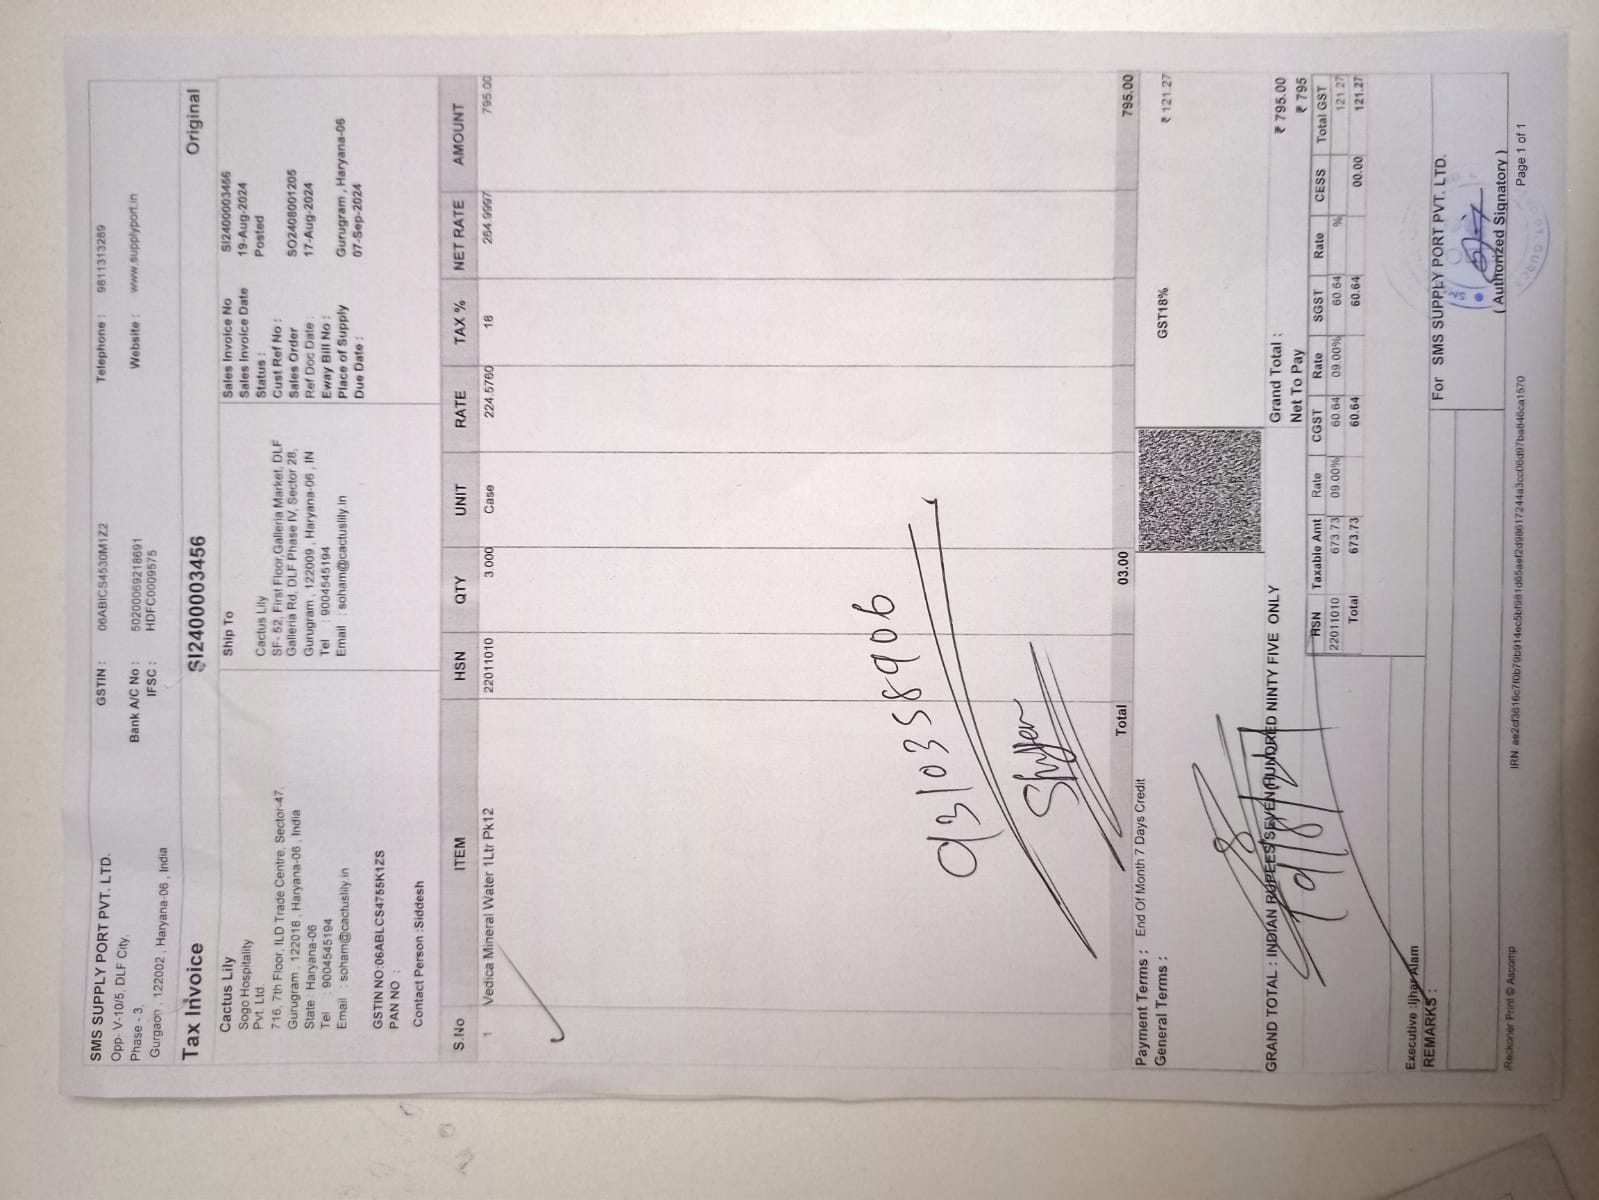 SMS SUPPLY PORT PVT. LTD.
Opp- V-10/5, DLF City,
Phase - 3,
Gurgaon , 122002 , Haryana-06 , India
GSTIN : 06ABICS4530M1Z2
Bank A/C No : 50200069218691
IFSC : HDFC0009575
Telephone : 9811313289
Website : www.supplyport.in
Tax Invoice SI2400003456 Original
Cactus Lily
Sogo Hospitality
Pvt. Ltd.
716, 7th Floor, ILD Trade Centre, Sector-47,
Gurugram , 122018 , Haryana-06 , India
State : Haryana-06
Tel : 9004545194
Email : soham@cactuslily.in
GSTIN NO:06ABLCS4755K1ZS
PAN NO :
Contact Person :Siddesh
Ship To
Cactus Lily
SF- 52, First Floor,Galleria Market, DLF
Galleria Rd, DLF Phase IV, Sector 28,
Gurugram , 122009 , Haryana-06 , IN
Tel : 9004545194
Email : soham@cactuslily.in
Sales Invoice No SI2400003456
Sales Invoice Date 19-Aug-2024
Status : Posted
Cust Ref No :
Sales Order SO2408001205
Ref Doc Date : 17-Aug-2024
Eway Bill No :
Place of Supply Gurugram , Haryana-06
Due Date : 07-Sep-2024
S.No ITEM HSN QTY UNIT RATE TAX % NET RATE AMOUNT
1 Vedica Mineral Water 1Ltr Pk12 22011010 3.000 Case 224.5760 18 264.9997 795.00
Total 03.00 795.00
Payment Terms : End Of Month 7 Days Credit
General Terms :
GST18% ₹ 121.27
GRAND TOTAL : INDIAN RUPEES SEVEN HUNDRED NINTY FIVE ONLY
Grand Total : ₹ 795.00
Net To Pay ₹ 795
HSN Taxable Amt Rate CGST Rate SGST Rate CESS Total GST
22011010 673.73 09.00% 60.64 09.00% 60.64 % 121.27
Total 673.73 60.64 60.64 00.00 121.27
Executive :Ijhar Alam
REMARKS :
For SMS SUPPLY PORT PVT. LTD.
( Authorized Signatory )
iReckoner Print © Ascomp
Page 1 of 1